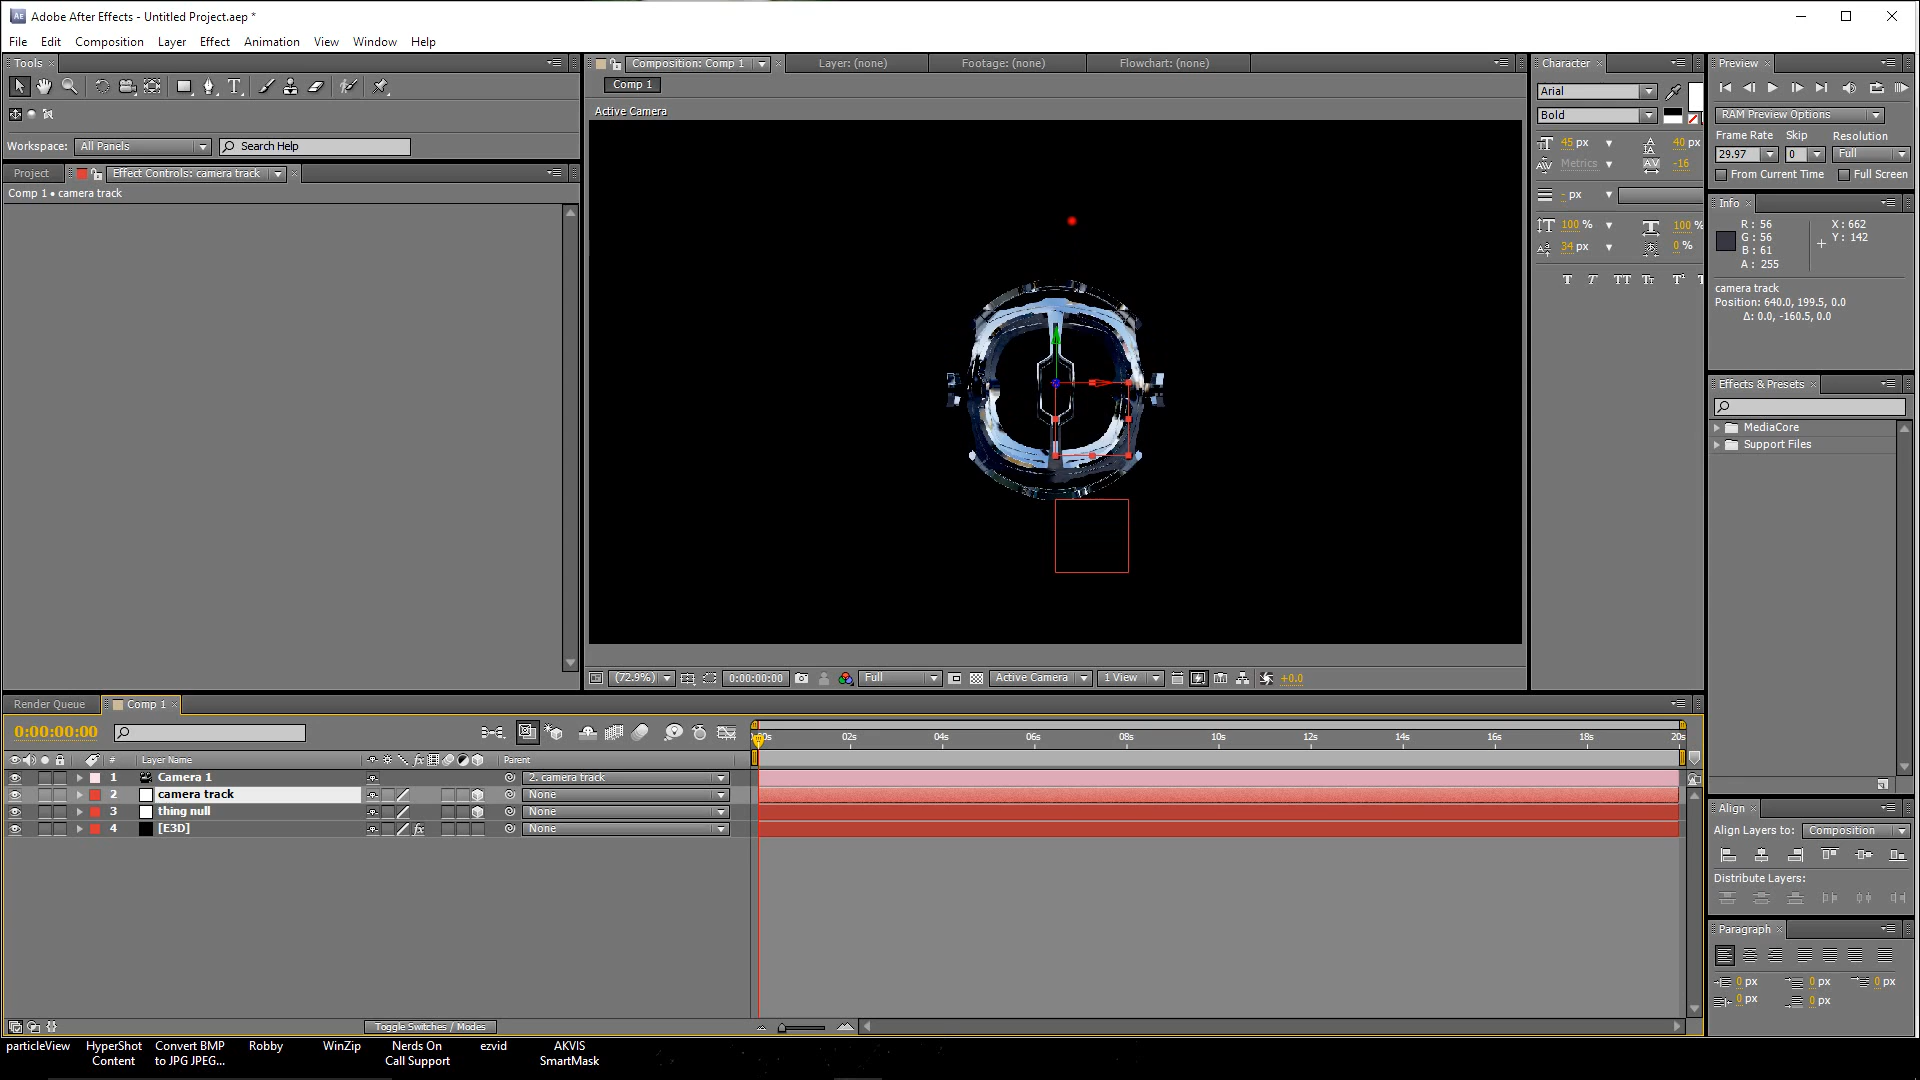 Adobe After Effects - Untitled Project.aep *
File Edit Composition Layer Effect Animation View Window Help
Tools
Workspace: All Panels Search Help
Project Effect Controls: camera track
Comp 1 • camera track
Composition: Comp 1 Layer: (none) Footage: (none) Flowchart: (none)
Comp 1
Active Camera
(72.9%) 0:00:00:00 Full Active Camera 1 View +0.0
Character
Arial
Bold
45 px 40 px
Metrics -16
- px
100 % 100 %
34 px 0 %
Preview
RAM Preview Options
Frame Rate Skip Resolution
29.97 0 Full
From Current Time Full Screen
Info
R: 56 X: 662
G: 56 Y: 142
B: 61
A: 255
camera track
Position: 640.0, 199.5, 0.0
Δ: 0.0, -160.5, 0.0
Effects & Presets
MediaCore
Support Files
Align
Align Layers to: Composition
Distribute Layers:
Paragraph
0 px 0 px 0 px
0 px 0 px
Render Queue Comp 1
0:00:00:00
02s 04s 06s 08s 10s 12s 14s 16s 18s 20s
# Layer Name Parent
1 Camera 1 2. camera track
2 camera track None
3 thing null None
4 [E3D] None
Toggle Switches / Modes
particleView HyperShot Convert BMP Robby WinZip Nerds On ezvid AKVIS
Content to JPG JPEG... Call Support SmartMask